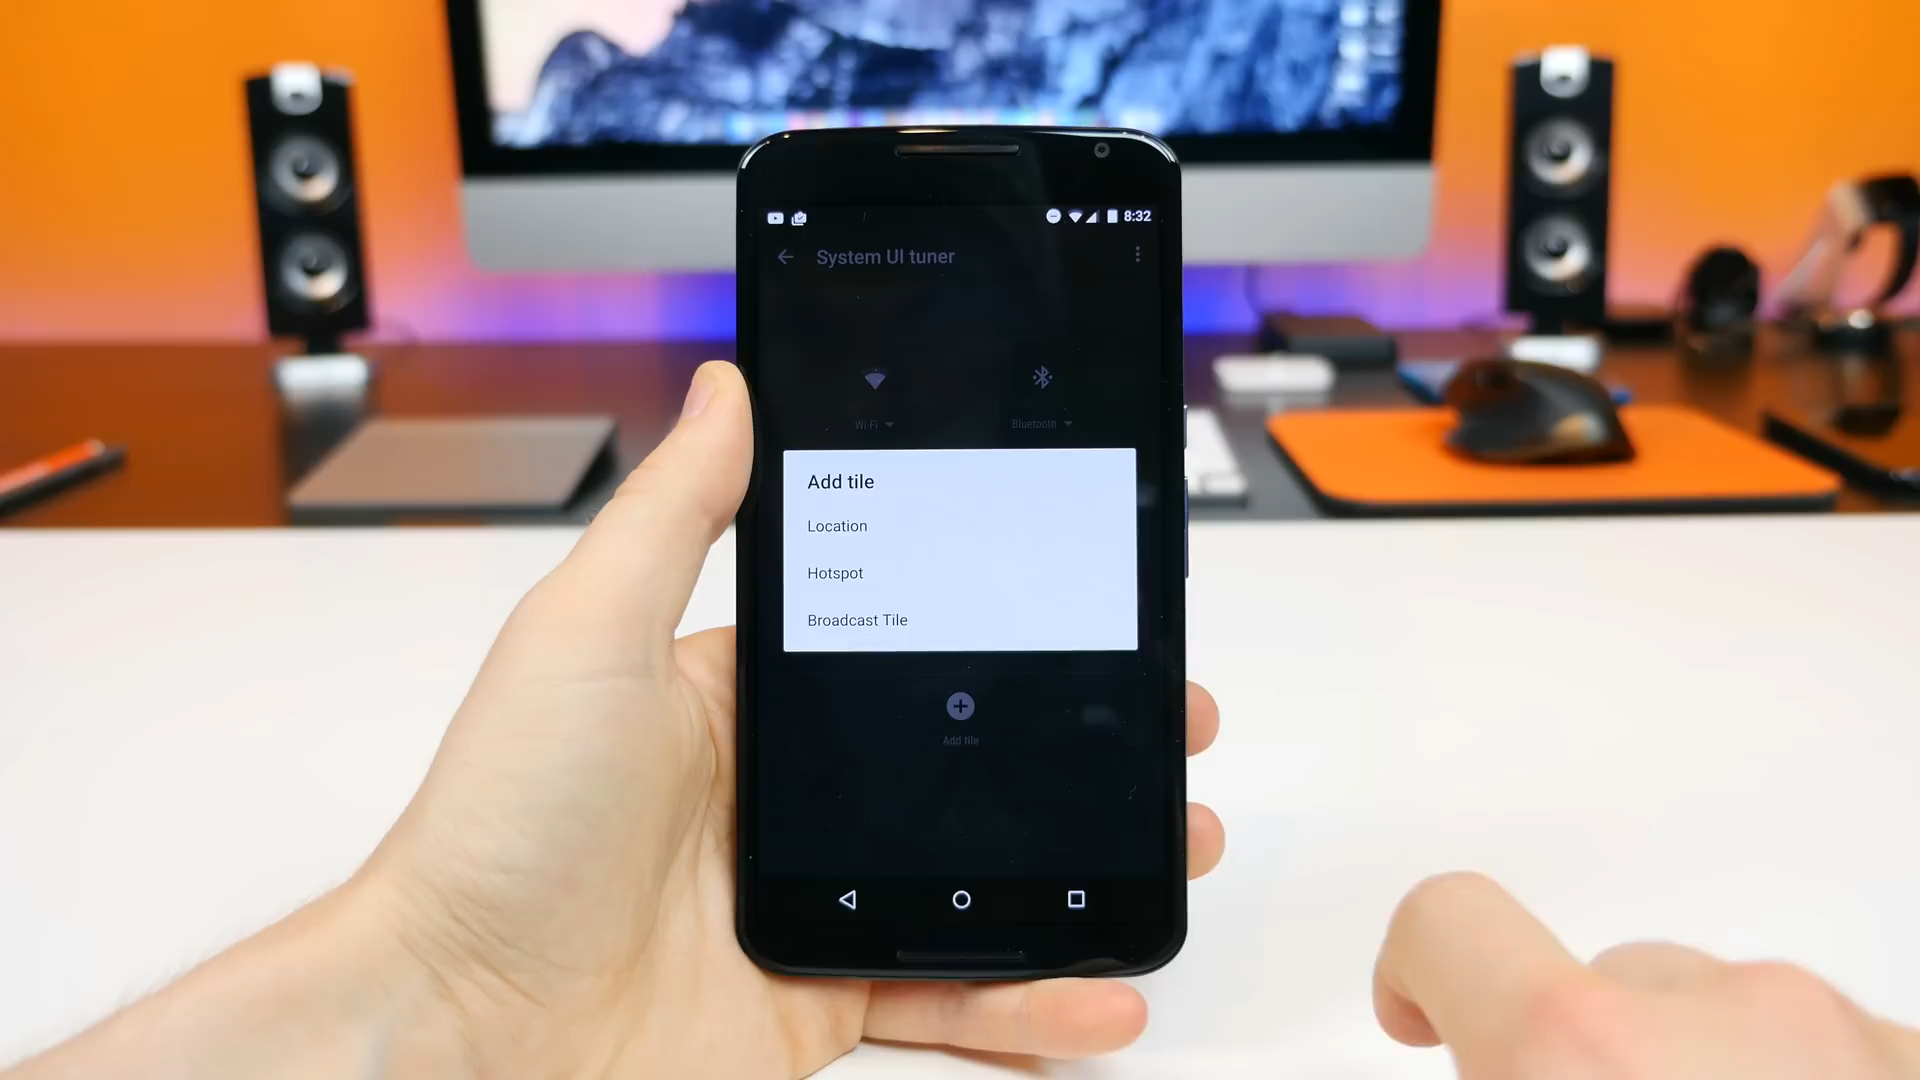 8:32
System UI tuner
Wi-Fi
Bluetooth
Add tile
Location
Hotspot
Broadcast Tile
Add tile